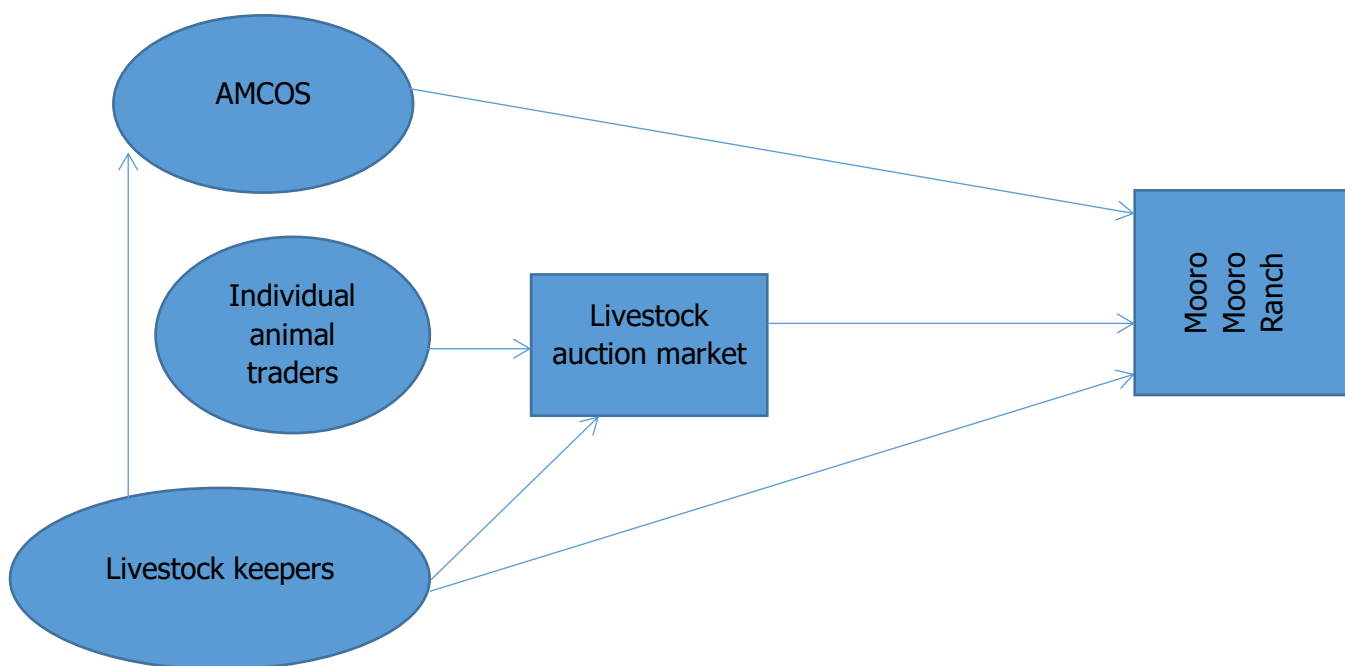 AMCOS
Individual
animal
traders
Livestock
auction market
Mooro
Mooro
Ranch
Livestock keepers